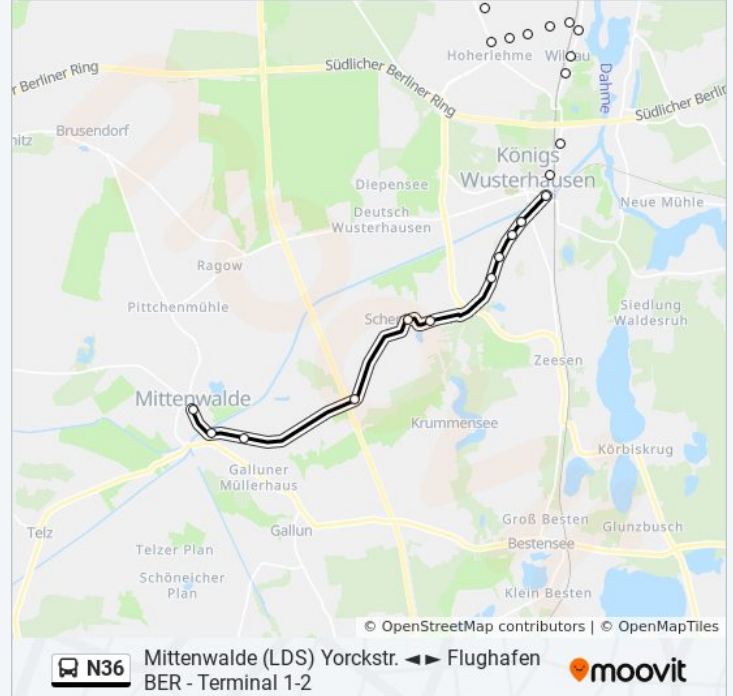 Hoherlehme
r Berliner Ring
Südlicher Berliner Ring
Dahme
Südlicher Berlin
Brusendorf
nitz
Königs
Wusterhausen
Diepensee
Deutsch
Wusterhausen
Neue Mühle
Ragow
Pittchenmühle
Siedlung
Waldesruh
Zeesen
Mittenwalde
Krummensee
Körbiskrug
Galluner
Müllerhaus
Groß Besten
Glunzbusch
Telz
Gallun
Bestensee
Telzer Plan
Schöneicher
Plan
Klein Besten
© OpenStreetMap contributors | © OpenMapTiles
N36
Mittenwalde (LDS) Yorckstr. ◄► Flughafen
BER - Terminal 1-2
moovit